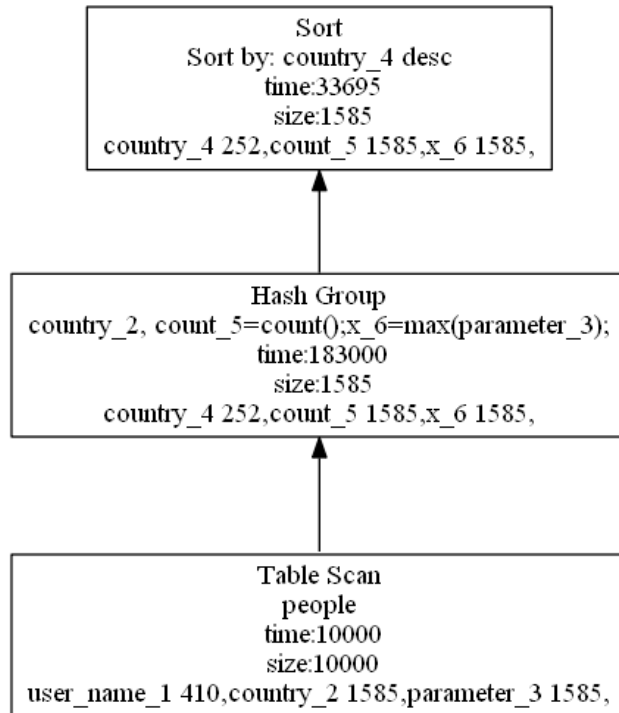 Sort
Sort by: country_4 desc
time:33695
size:1585
country_4 252,count_5 1585,x_6 1585,
Hash Group
country_2, count_5=count();x_6=max(parameter_3);
time:183000
size:1585
country_4 252,count_5 1585,x_6 1585,
Table Scan
people
time:10000
size:10000
user_name_1 410,country_2 1585,parameter_3 1585,